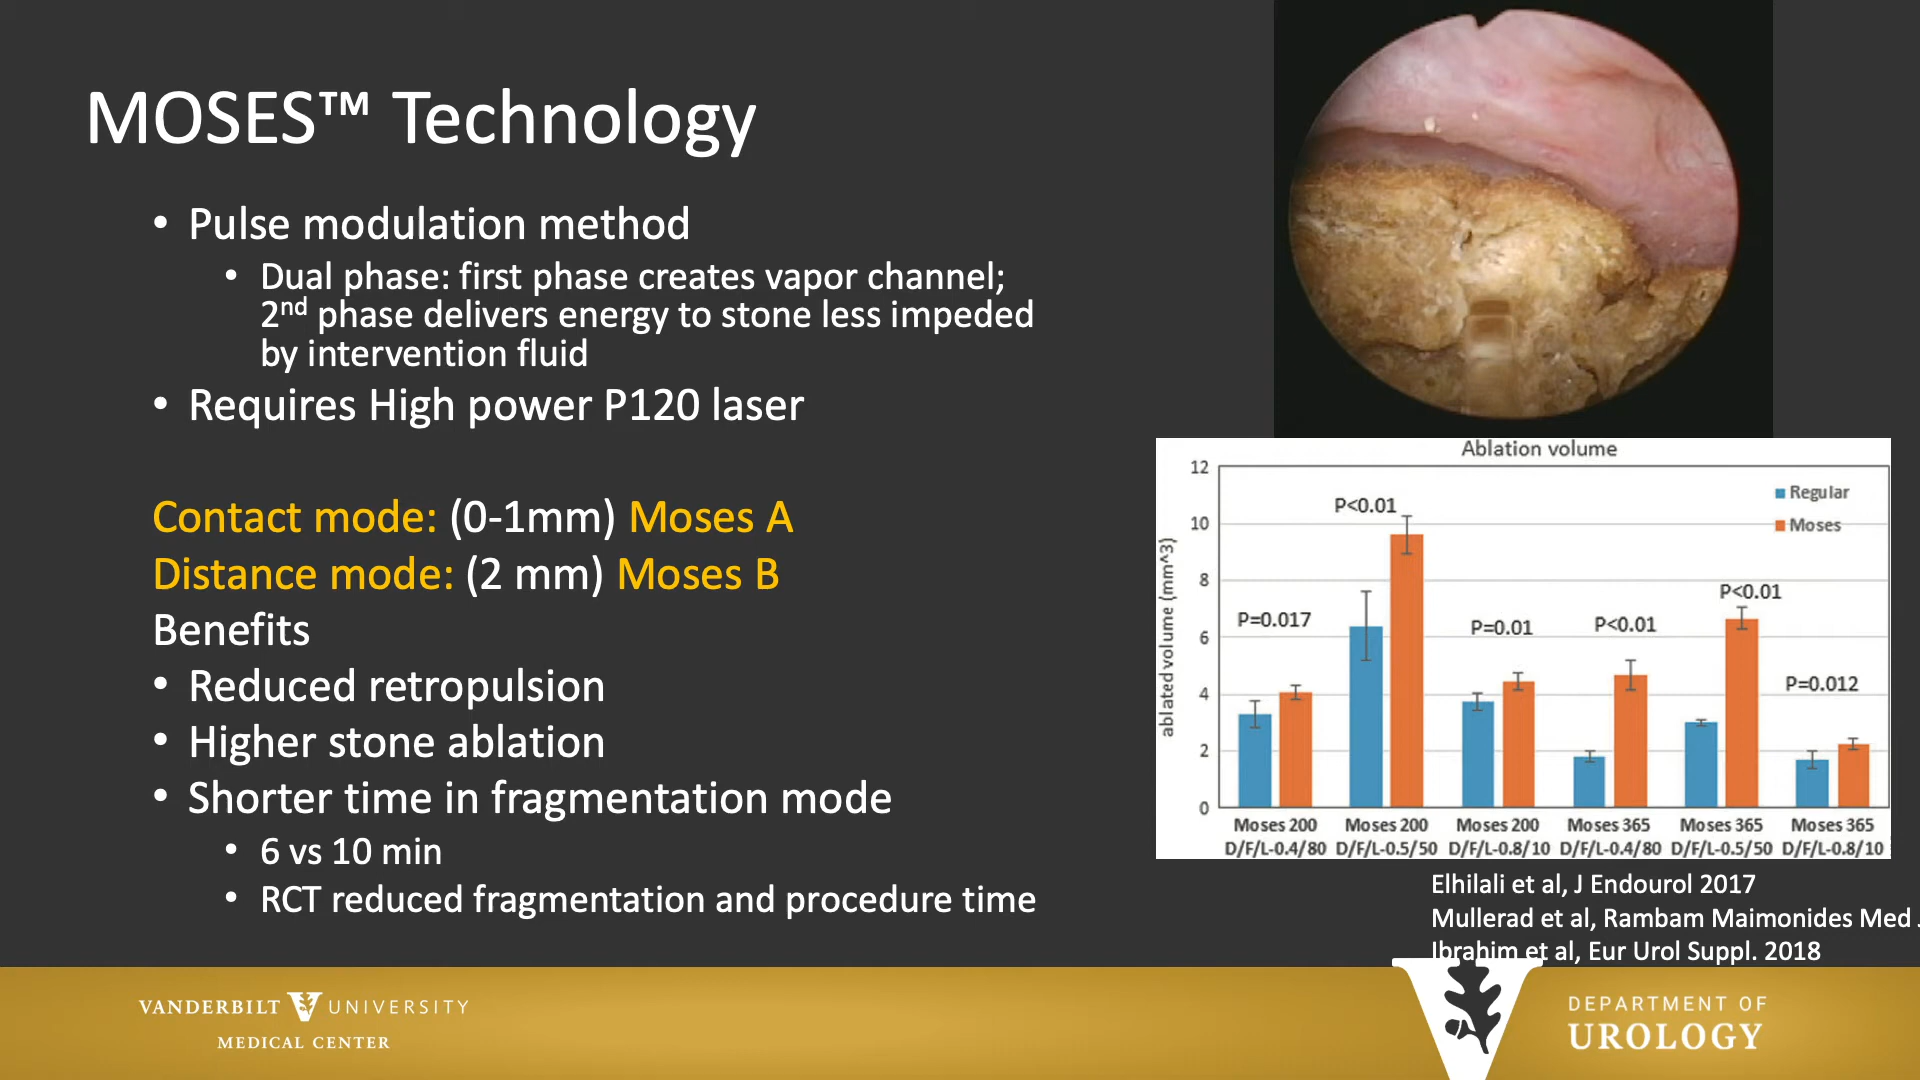 MOSES™ Technology
• Pulse modulation method
• Dual phase: first phase creates vapor channel;
2nd phase delivers energy to stone less impeded
by intervention fluid
• Requires High power P120 laser
Contact mode: (0-1mm) Moses A
Distance mode: (2 mm) Moses B
Benefits
• Reduced retropulsion
• Higher stone ablation
• Shorter time in fragmentation mode
• 6 vs 10 min
• RCT reduced fragmentation and procedure time
Ablation volume
ablated volume (mm^3)
12
10
8
6
4
2
0
Regular
Moses
P=0.017
P<0.01
P=0.01
P<0.01
P<0.01
P=0.012
Moses 200 Moses 200 Moses 200 Moses 365 Moses 365 Moses 365
D/F/L-0.4/80 D/F/L-0.5/50 D/F/L-0.8/10 D/F/L-0.4/80 D/F/L-0.5/50 D/F/L-0.8/10
Elhilali et al, J Endourol 2017
Mullerad et al, Rambam Maimonides Med
Ibrahim et al, Eur Urol Suppl. 2018
VANDERBILT V UNIVERSITY
MEDICAL CENTER
DEPARTMENT OF
UROLOGY